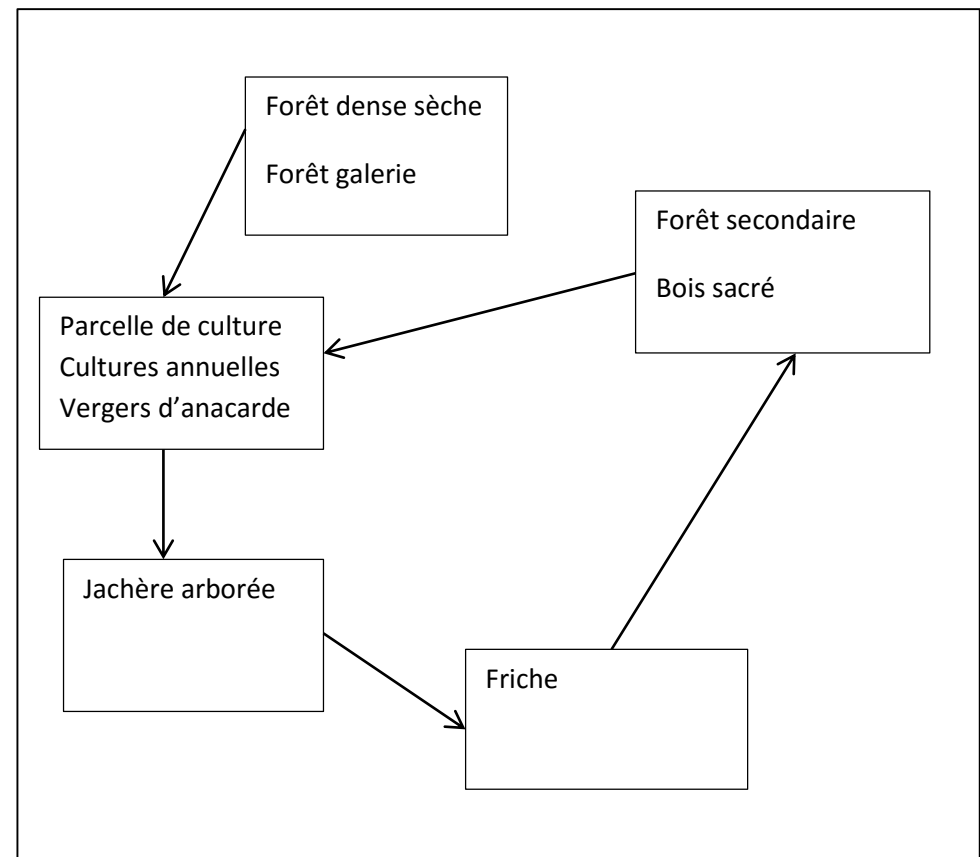 Forêt dense sèche
Forêt galerie
Forêt secondaire
Bois sacré
Parcelle de culture
Cultures annuelles
Vergers d’anacarde
Jachère arborée
Friche